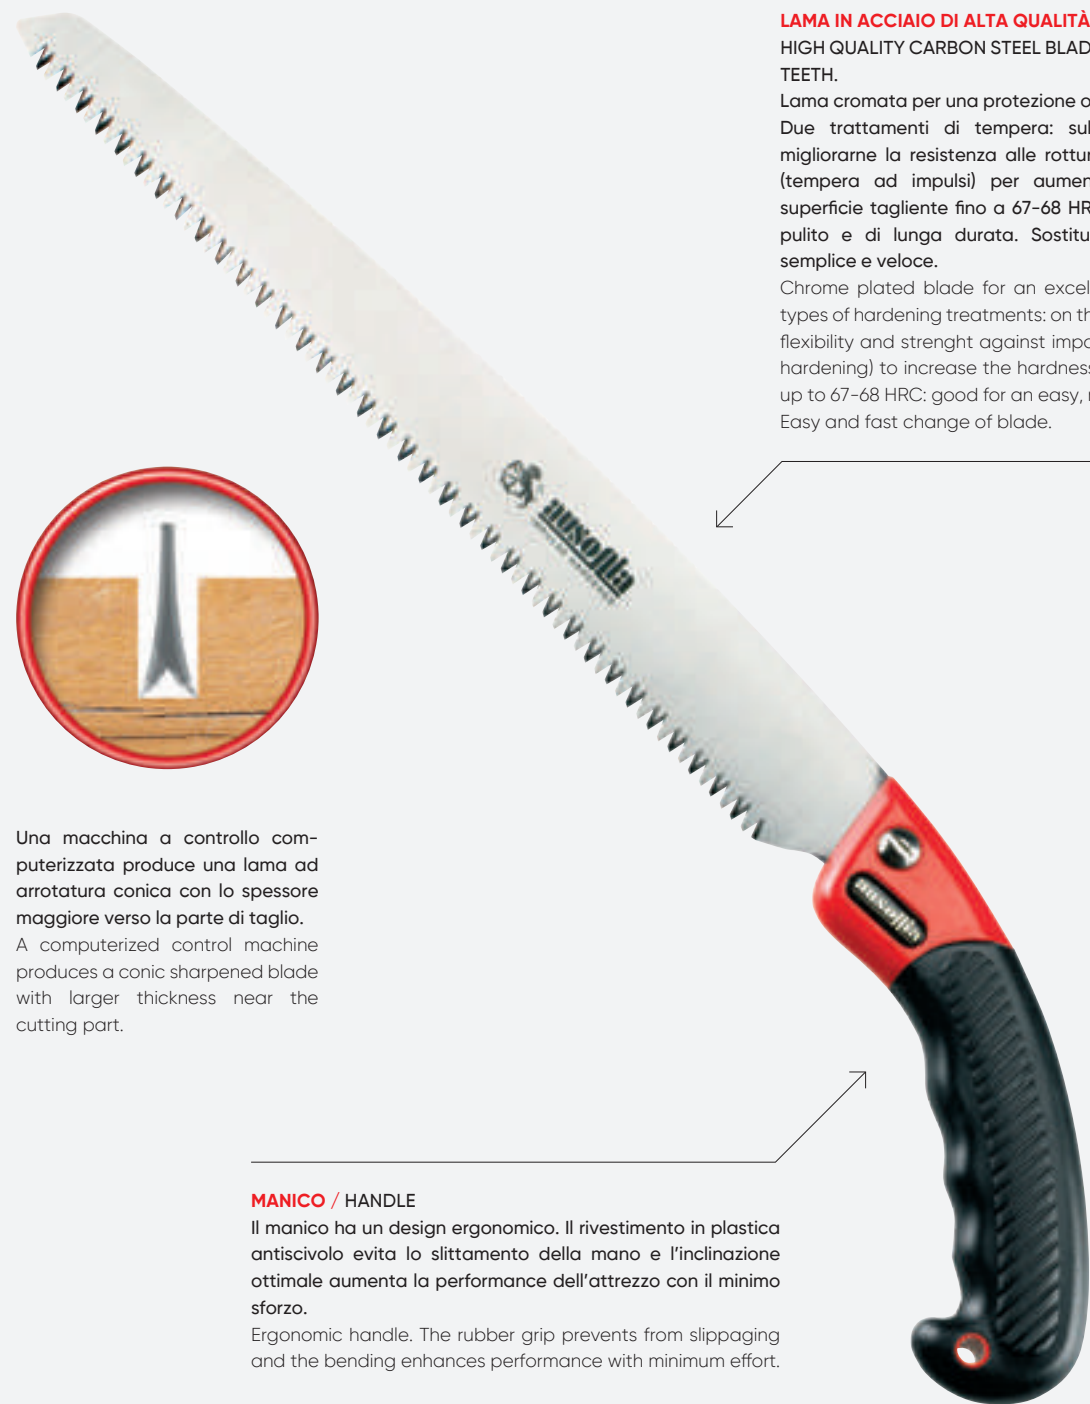 LAMA IN ACCIAIO DI ALTA QUALITÀ
HIGH QUALITY CARBON STEEL BLAD
TEETH.
Lama cromata per una protezione o
Due trattamenti di tempera: sul
migliorarne la resistenza alle rottur
(tempera ad impulsi) per aumen
superficie tagliente fino a 67-68 HR
pulito e di lunga durata. Sostitu
semplice e veloce.
Chrome plated blade for an excel
types of hardening treatments: on th
flexibility and strenght against impa
hardening) to increase the hardness
up to 67-68 HRC: good for an easy, r
Easy and fast change of blade.
ausonia
Una macchina a controllo com-
puterizzata produce una lama ad
arrotatura conica con lo spessore
maggiore verso la parte di taglio.
A computerized control machine
produces a conic sharpened blade
with larger thickness near the
cutting part.
ausonia
MANICO / HANDLE
Il manico ha un design ergonomico. Il rivestimento in plastica
antiscivolo evita lo slittamento della mano e l'inclinazione
ottimale aumenta la performance dell'attrezzo con il minimo
sforzo.
Ergonomic handle. The rubber grip prevents from slippaging
and the bending enhances performance with minimum effort.